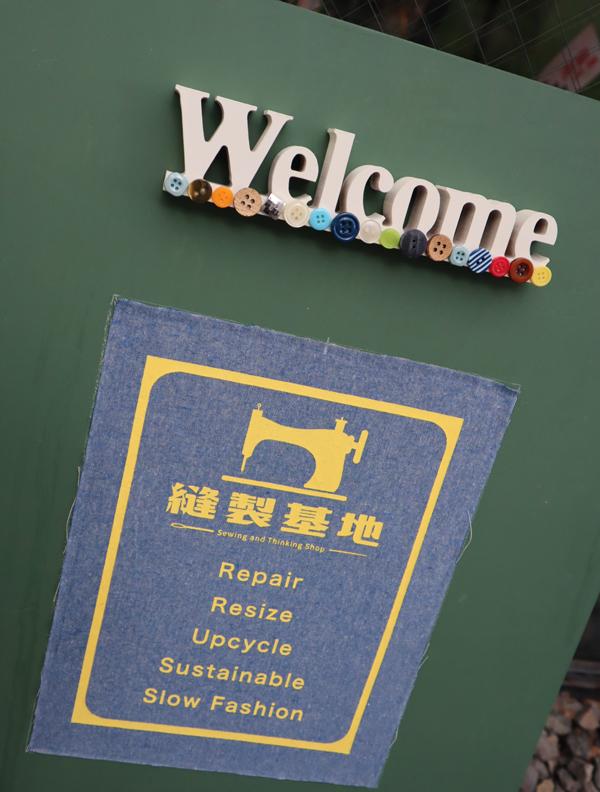 Welcome
縫製基地
Sewing and Thinking Shop
Repair
Resize
Upcycle
Sustainable
Slow Fashion